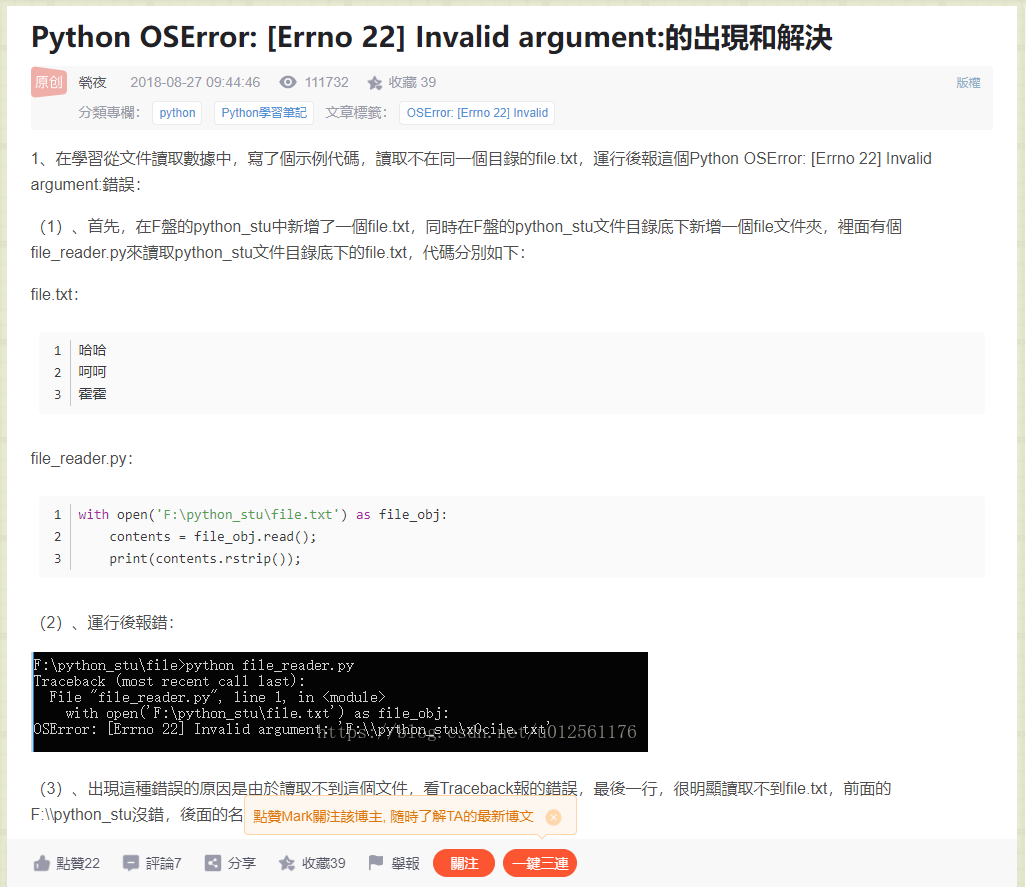 Python OSError: [Errno 22] Invalid argument:的出現和解決
原创 煢夜 2018-08-27 09:44:46 111732 收藏 39 版權
分類專欄： python Python學習筆記 文章標籤： OSError: [Errno 22] Invalid
1、在學習從文件讀取數據中，寫了個示例代碼，讀取不在同一個目錄的file.txt，運行後報這個Python OSError: [Errno 22] Invalid
argument:錯誤：
（1）、首先，在F盤的python_stu中新增了一個file.txt，同時在F盤的python_stu文件目錄底下新增一個file文件夾，裡面有個
file_reader.py來讀取python_stu文件目錄底下的file.txt，代碼分別如下：
file.txt：
1 哈哈
2 呵呵
3 霍霍
file_reader.py：
1 with open('F:\python_stu\file.txt') as file_obj:
2 contents = file_obj.read();
3 print(contents.rstrip());
（2）、運行後報錯：
F:\python_stu\file>python file_reader.py
Traceback (most recent call last):
File "file_reader.py", line 1, in <module>
with open('F:\python_stu\file.txt') as file_obj:
OSError: [Errno 22] Invalid argument: 'F:\\python_stu\x0cile.txt'
https://blog.csdn.net/u012561176
（3）、出現這種錯誤的原因是由於讀取不到這個文件，看Traceback報的錯誤，最後一行，很明顯讀取不到file.txt，前面的
F:\\python_stu沒錯，後面的名
點贊Mark關注該博主, 隨時了解TA的最新博文
點贊22 評論7 分享 收藏39 舉報 關注 一鍵三連